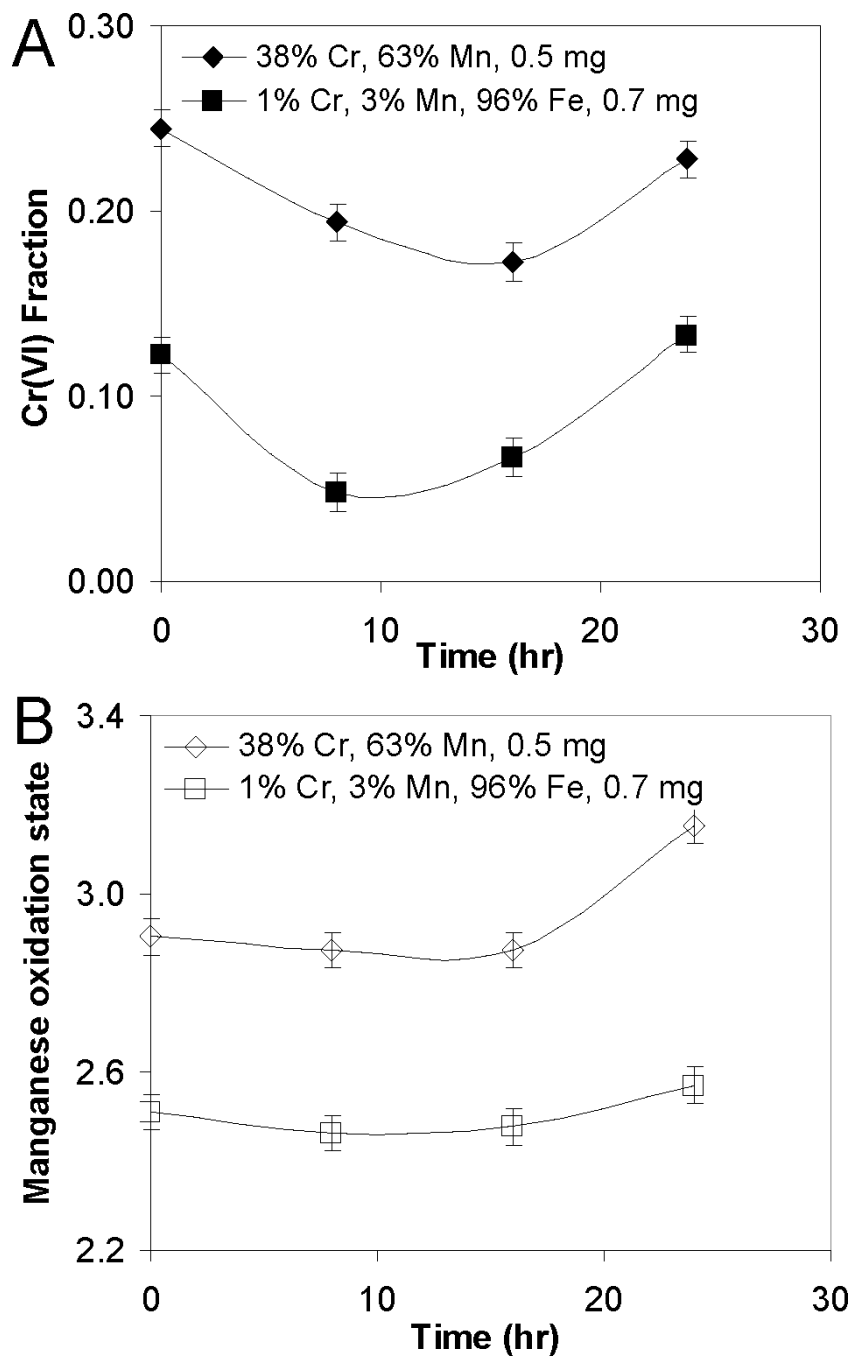 A
0.30
38% Cr, 63% Mn, 0.5 mg
1% Cr, 3% Mn, 96% Fe, 0.7 mg
0.20
Cr(VI) Fraction
0.10
0.00
0 10 20 30
Time (hr)
B
3.4
38% Cr, 63% Mn, 0.5 mg
1% Cr, 3% Mn, 96% Fe, 0.7 mg
3.0
Manganese oxidation state
2.6
2.2
0 10 20 30
Time (hr)